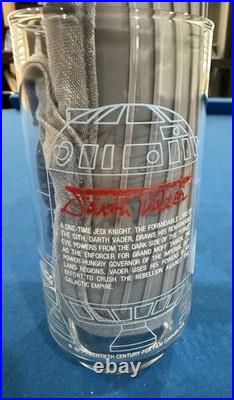 Darth Vader
A ONE-TIME JEDI KNIGHT, THE FORMIDABLE LORD OF
THE SITH, DARTH VADER, DRAWS HIS REMARKABLE
EVIL POWERS FROM THE DARK SIDE OF THE FORCE.
AS THE ENFORCER FOR GRAND MOFF TARKIN,
POWER-HUNGRY GOVERNOR OF THE IMPERIAL OUT-
LAND REGIONS, VADER USES HIS POWERS IN THE
EFFORT TO CRUSH THE REBELLION AGAINST THE
GALACTIC EMPIRE.
TWENTIETH CENTURY-FOX FILM